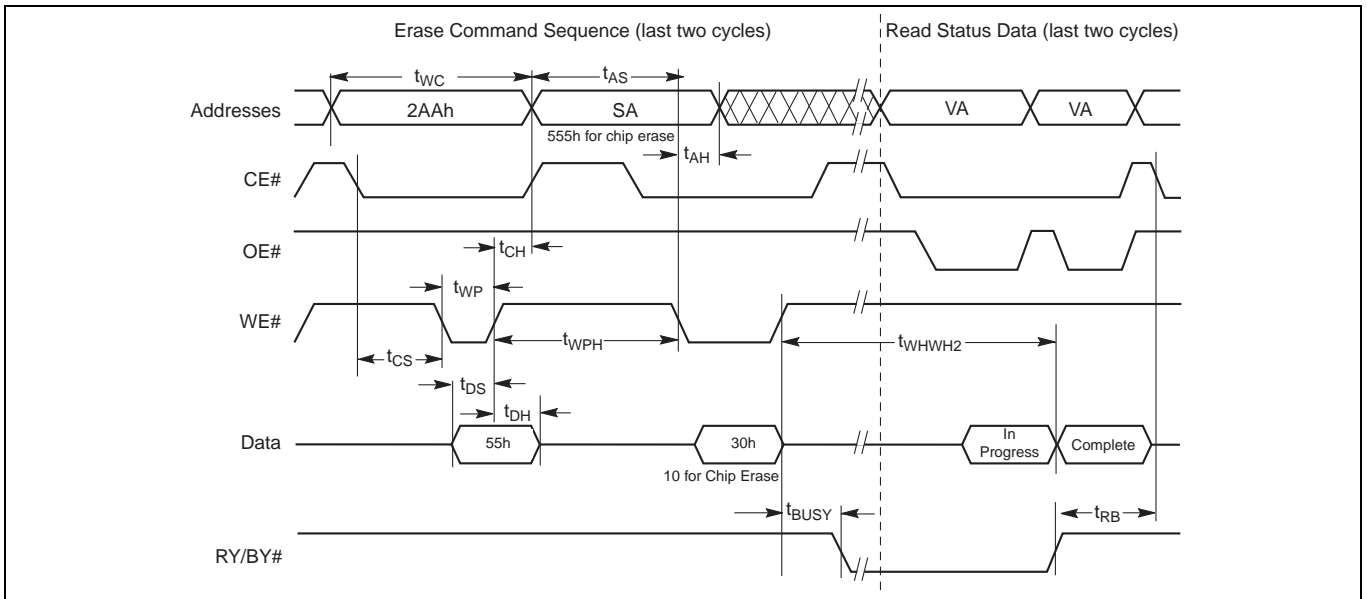 Erase Command Sequence (last two cycles)
Read Status Data (last two cycles)
tWC
tAS
Addresses
2AAh
SA
VA
VA
555h for chip erase
tAH
CE#
OE#
tCH
tWP
WE#
tWPH
tWHWH2
tCS
tDS
tDH
Data
55h
30h
In
Progress
Complete
10 for Chip Erase
tBUSY
tRB
RY/BY#